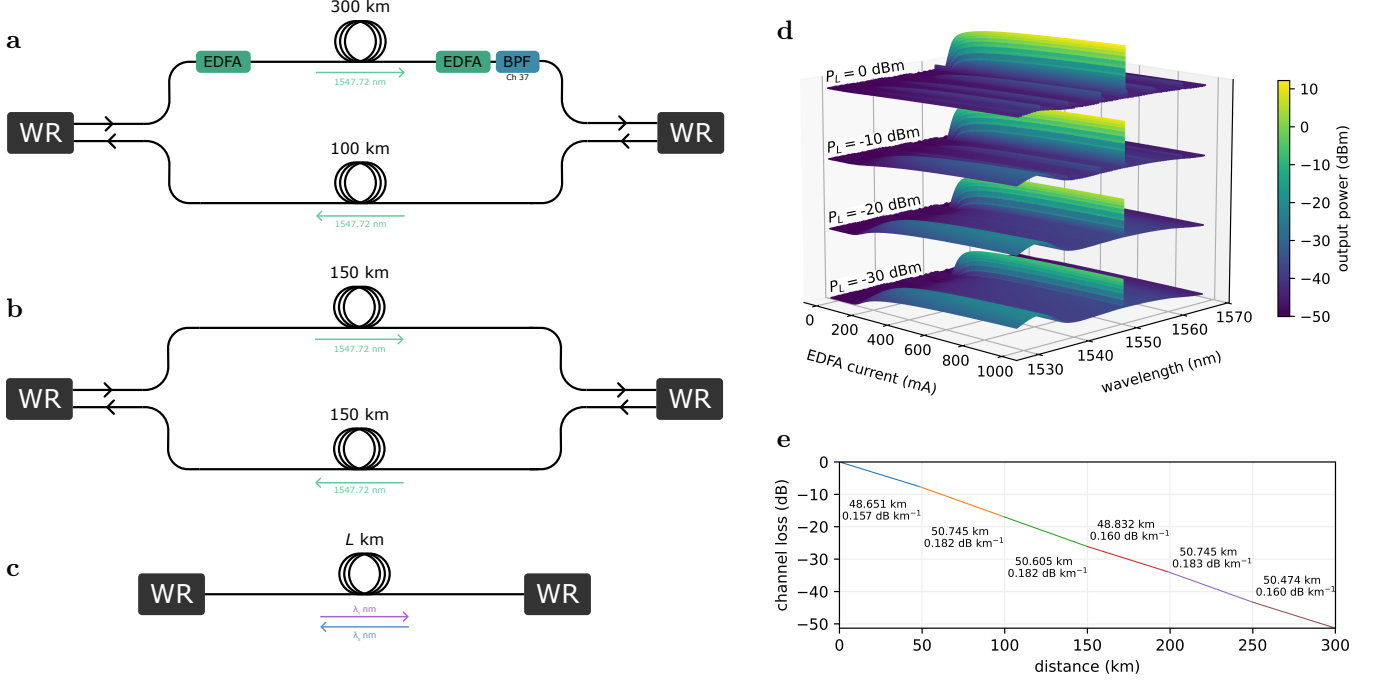 a
300 km
EDFA
EDFA
BPF
Ch 37
1547.72 nm
WR
WR
100 km
1547.72 nm
b
150 km
1547.72 nm
WR
WR
150 km
1547.72 nm
c
L km
WR
WR
λ₁ nm
λ₂ nm
d
P_L = 0 dBm
P_L = -10 dBm
P_L = -20 dBm
P_L = -30 dBm
0
200
400
600
800
1000
EDFA current (mA)
1530
1540
1550
1560
1570
wavelength (nm)
10
0
−10
−20
−30
−40
−50
output power (dBm)
e
0
−10
−20
−30
−40
−50
channel loss (dB)
48.651 km
0.157 dB km⁻¹
50.745 km
0.182 dB km⁻¹
50.605 km
0.182 dB km⁻¹
48.832 km
0.160 dB km⁻¹
50.745 km
0.183 dB km⁻¹
50.474 km
0.160 dB km⁻¹
0
50
100
150
200
250
300
distance (km)